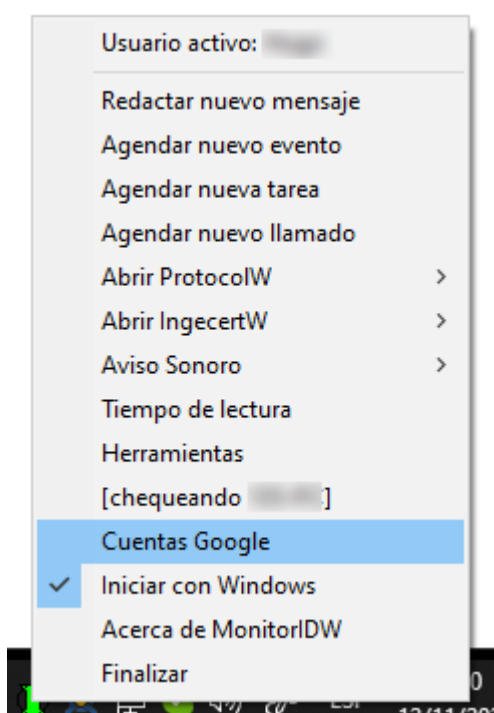 Usuario activo:
Redactar nuevo mensaje
Agendar nuevo evento
Agendar nueva tarea
Agendar nuevo llamado
Abrir ProtocolW
Abrir IngecertW
Aviso Sonoro
Tiempo de lectura
Herramientas
[chequeando ]
Cuentas Google
Iniciar con Windows
Acerca de MonitorIDW
Finalizar